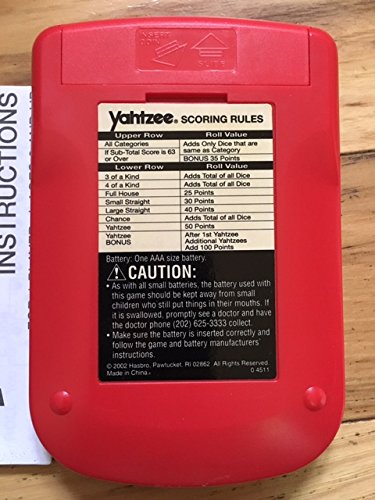 INSERT
COIN
SLIDE
Yahtzee® SCORING RULES
Upper Row Roll Value
All Categories Adds Only Dice that are same as Category
If Sub-Total Score is 63 or Over BONUS 35 Points
Lower Row Roll Value
3 of a Kind Adds Total of all Dice
4 of a Kind Adds Total of all Dice
Full House 25 Points
Small Straight 30 Points
Large Straight 40 Points
Chance Adds Total of all Dice
Yahtzee 50 Points
Yahtzee BONUS After 1st Yahtzee Additional Yahtzees Add 100 Points
Battery: One AAA size battery.
CAUTION:
• As with all small batteries, the battery used with
this game should be kept away from small
children who still put things in their mouths. If
it is swallowed, promptly see a doctor and have
the doctor phone (202) 625-3333 collect.
• Make sure the battery is inserted correctly and
follow the game and battery manufacturers'
instructions.
© 2002 Hasbro, Pawtucket, RI 02862 All Rights Reserved.
Made in China. 0 4511
INSTRUCTIONS